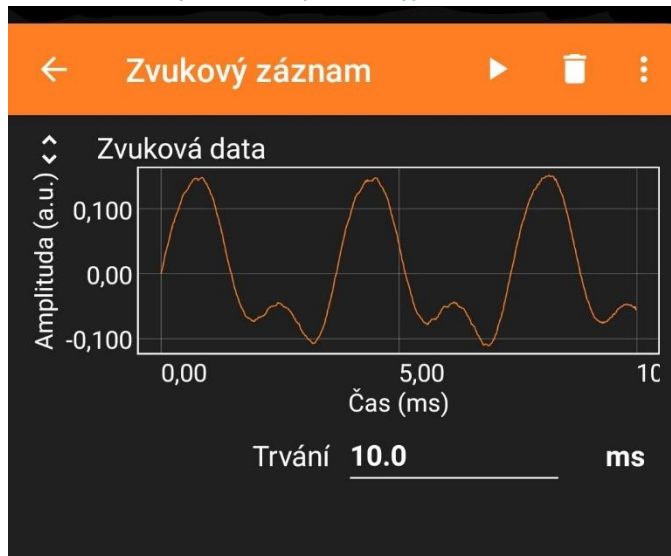 Zvukový záznam
Zvuková data
Amplituda (a.u.)
0,100
0,00
-0,100
0,00 5,00 10
Čas (ms)
Trvání 10.0 ms